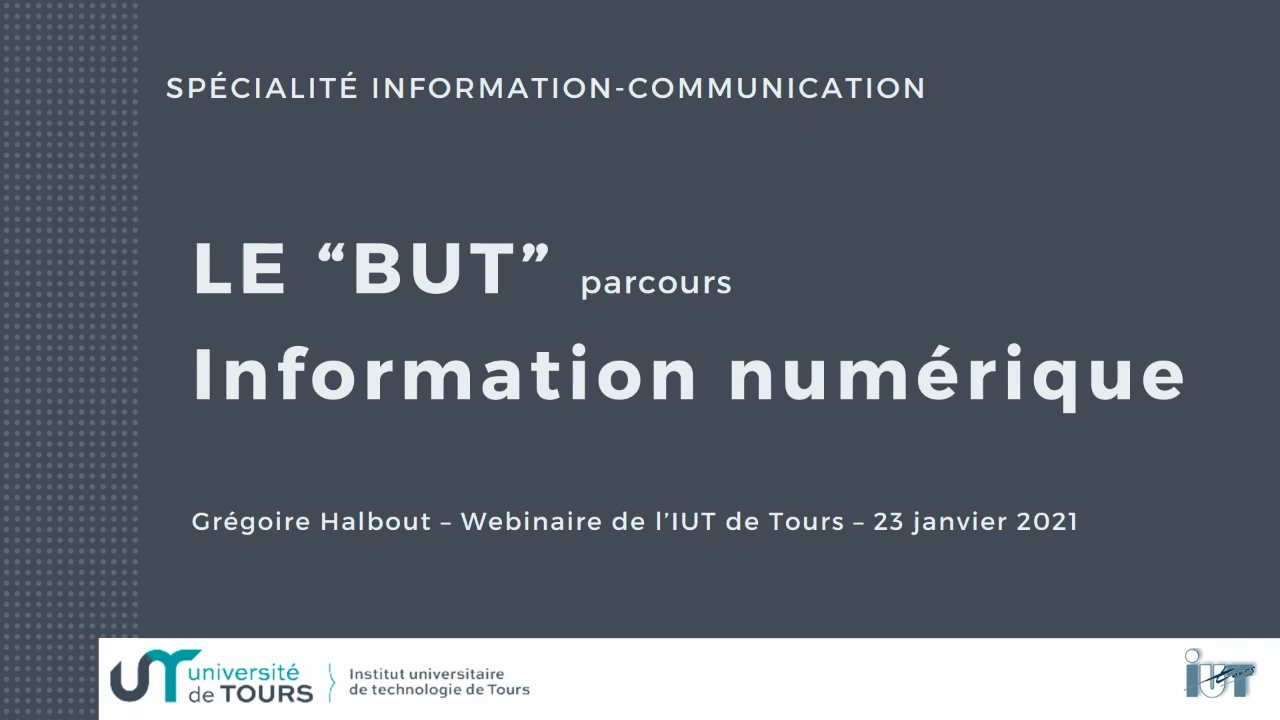 SPÉCIALITÉ INFORMATION-COMMUNICATION
LE “BUT” parcours
Information numérique
Grégoire Halbout – Webinaire de l’IUT de Tours – 23 janvier 2021
université
de TOURS
Institut universitaire
de technologie de Tours
iUT
tours